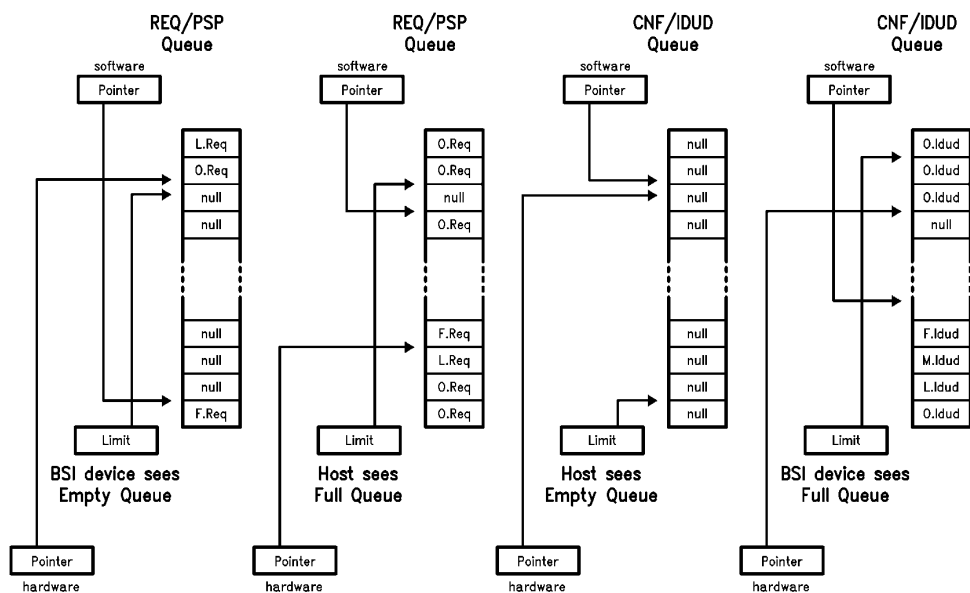 REQ/PSP
Queue
software
Pointer
L.Req
O.Req
null
null
null
null
null
F.Req
Limit
BSI device sees
Empty Queue
Pointer
hardware
REQ/PSP
Queue
software
Pointer
O.Req
O.Req
null
O.Req
F.Req
L.Req
O.Req
O.Req
Limit
Host sees
Full Queue
Pointer
hardware
CNF/IDUD
Queue
software
Pointer
null
null
null
null
null
null
null
null
Limit
Host sees
Empty Queue
Pointer
hardware
CNF/IDUD
Queue
software
Pointer
O.Idud
O.Idud
O.Idud
null
F.Idud
M.Idud
L.Idud
O.Idud
Limit
BSI device sees
Full Queue
Pointer
hardware